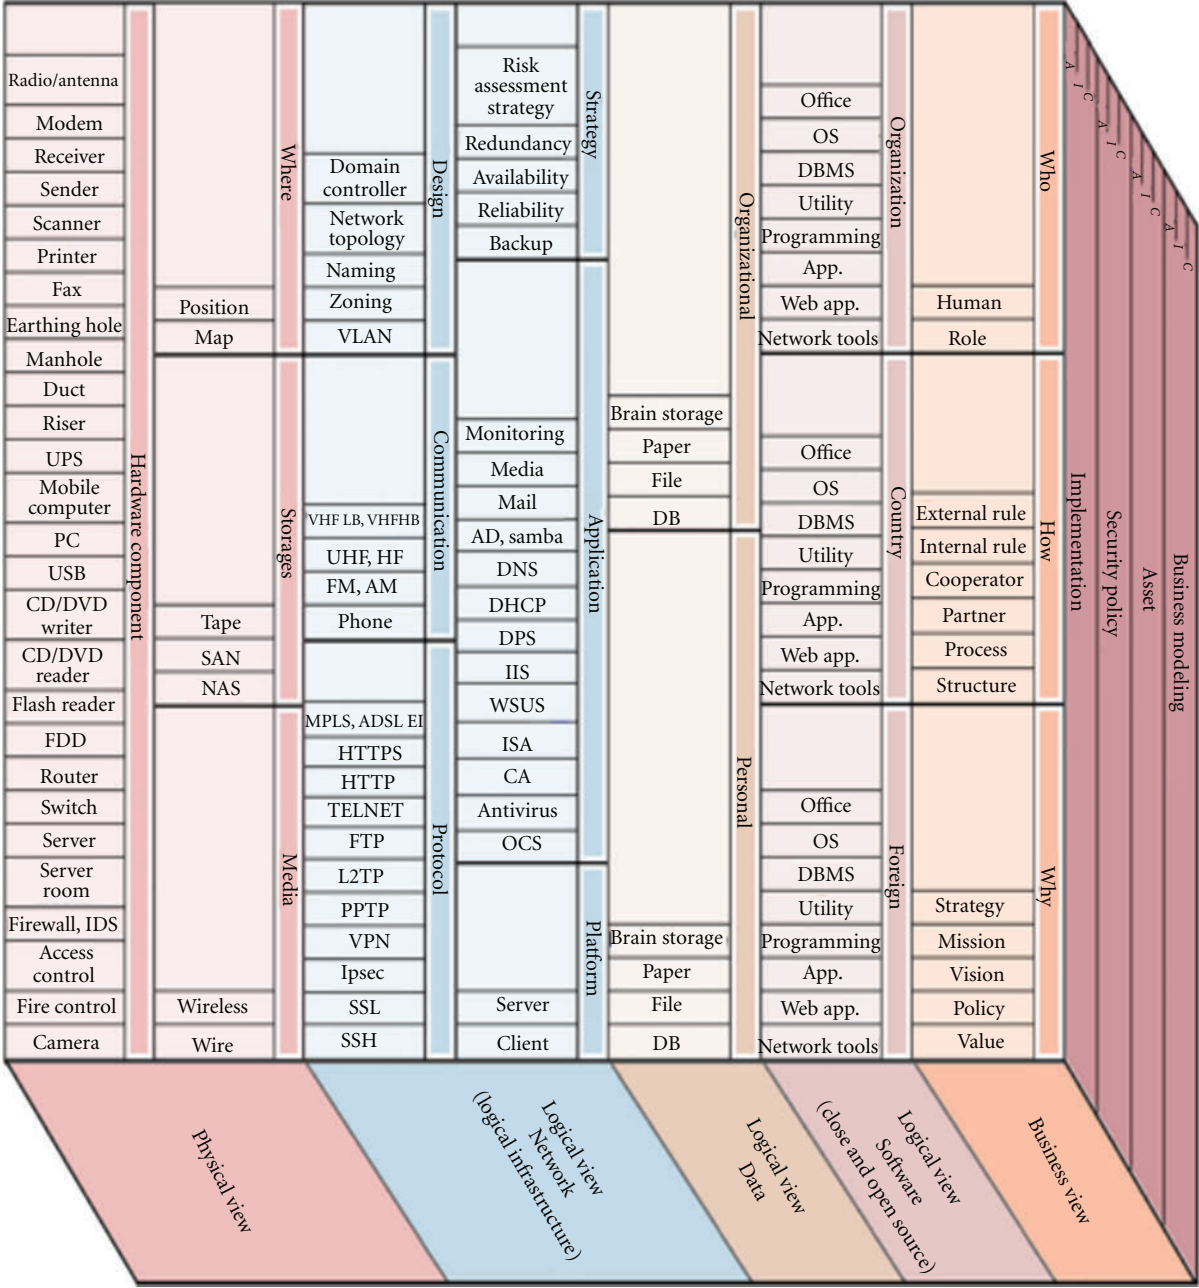 Radio/antenna
Modem
Receiver
Sender
Scanner
Printer
Fax
Earthing hole
Manhole
Duct
Riser
UPS
Mobile
computer
PC
USB
CD/DVD
writer
CD/DVD
reader
Flash reader
FDD
Router
Switch
Server
Server
room
Firewall, IDS
Access
control
Fire control
Camera
Hardware component
Position
Map
Where
Tape
SAN
NAS
Storages
Wireless
Wire
Media
Domain
controller
Network
topology
Naming
Zoning
VLAN
Design
VHF LB, VHFHB
UHF, HF
FM, AM
Phone
Communication
MPLS, ADSL EI
HTTPS
HTTP
TELNET
FTP
L2TP
PPTP
VPN
Ipsec
SSL
SSH
Protocol
Risk
assessment
strategy
Redundancy
Availability
Reliability
Backup
Strategy
Monitoring
Media
Mail
AD, samba
DNS
DHCP
DPS
IIS
WSUS
ISA
CA
Antivirus
OCS
Application
Server
Client
Platform
Brain storage
Paper
File
DB
Organizational
Brain storage
Paper
File
DB
Personal
Office
OS
DBMS
Utility
Programming
App.
Web app.
Network tools
Organization
Office
OS
DBMS
Utility
Programming
App.
Web app.
Network tools
Country
Office
OS
DBMS
Utility
Programming
App.
Web app.
Network tools
Foreign
Human
Role
Who
External rule
Internal rule
Cooperator
Partner
Process
Structure
How
Strategy
Mission
Vision
Policy
Value
Why
A
I
C
A
I
C
A
I
C
A
I
C
Implementation
Security policy
Asset
Business modeling
Physical view
Logical view
Network
(logical infrastructure)
Logical view
Data
Logical view
Software
(close and open source)
Business view